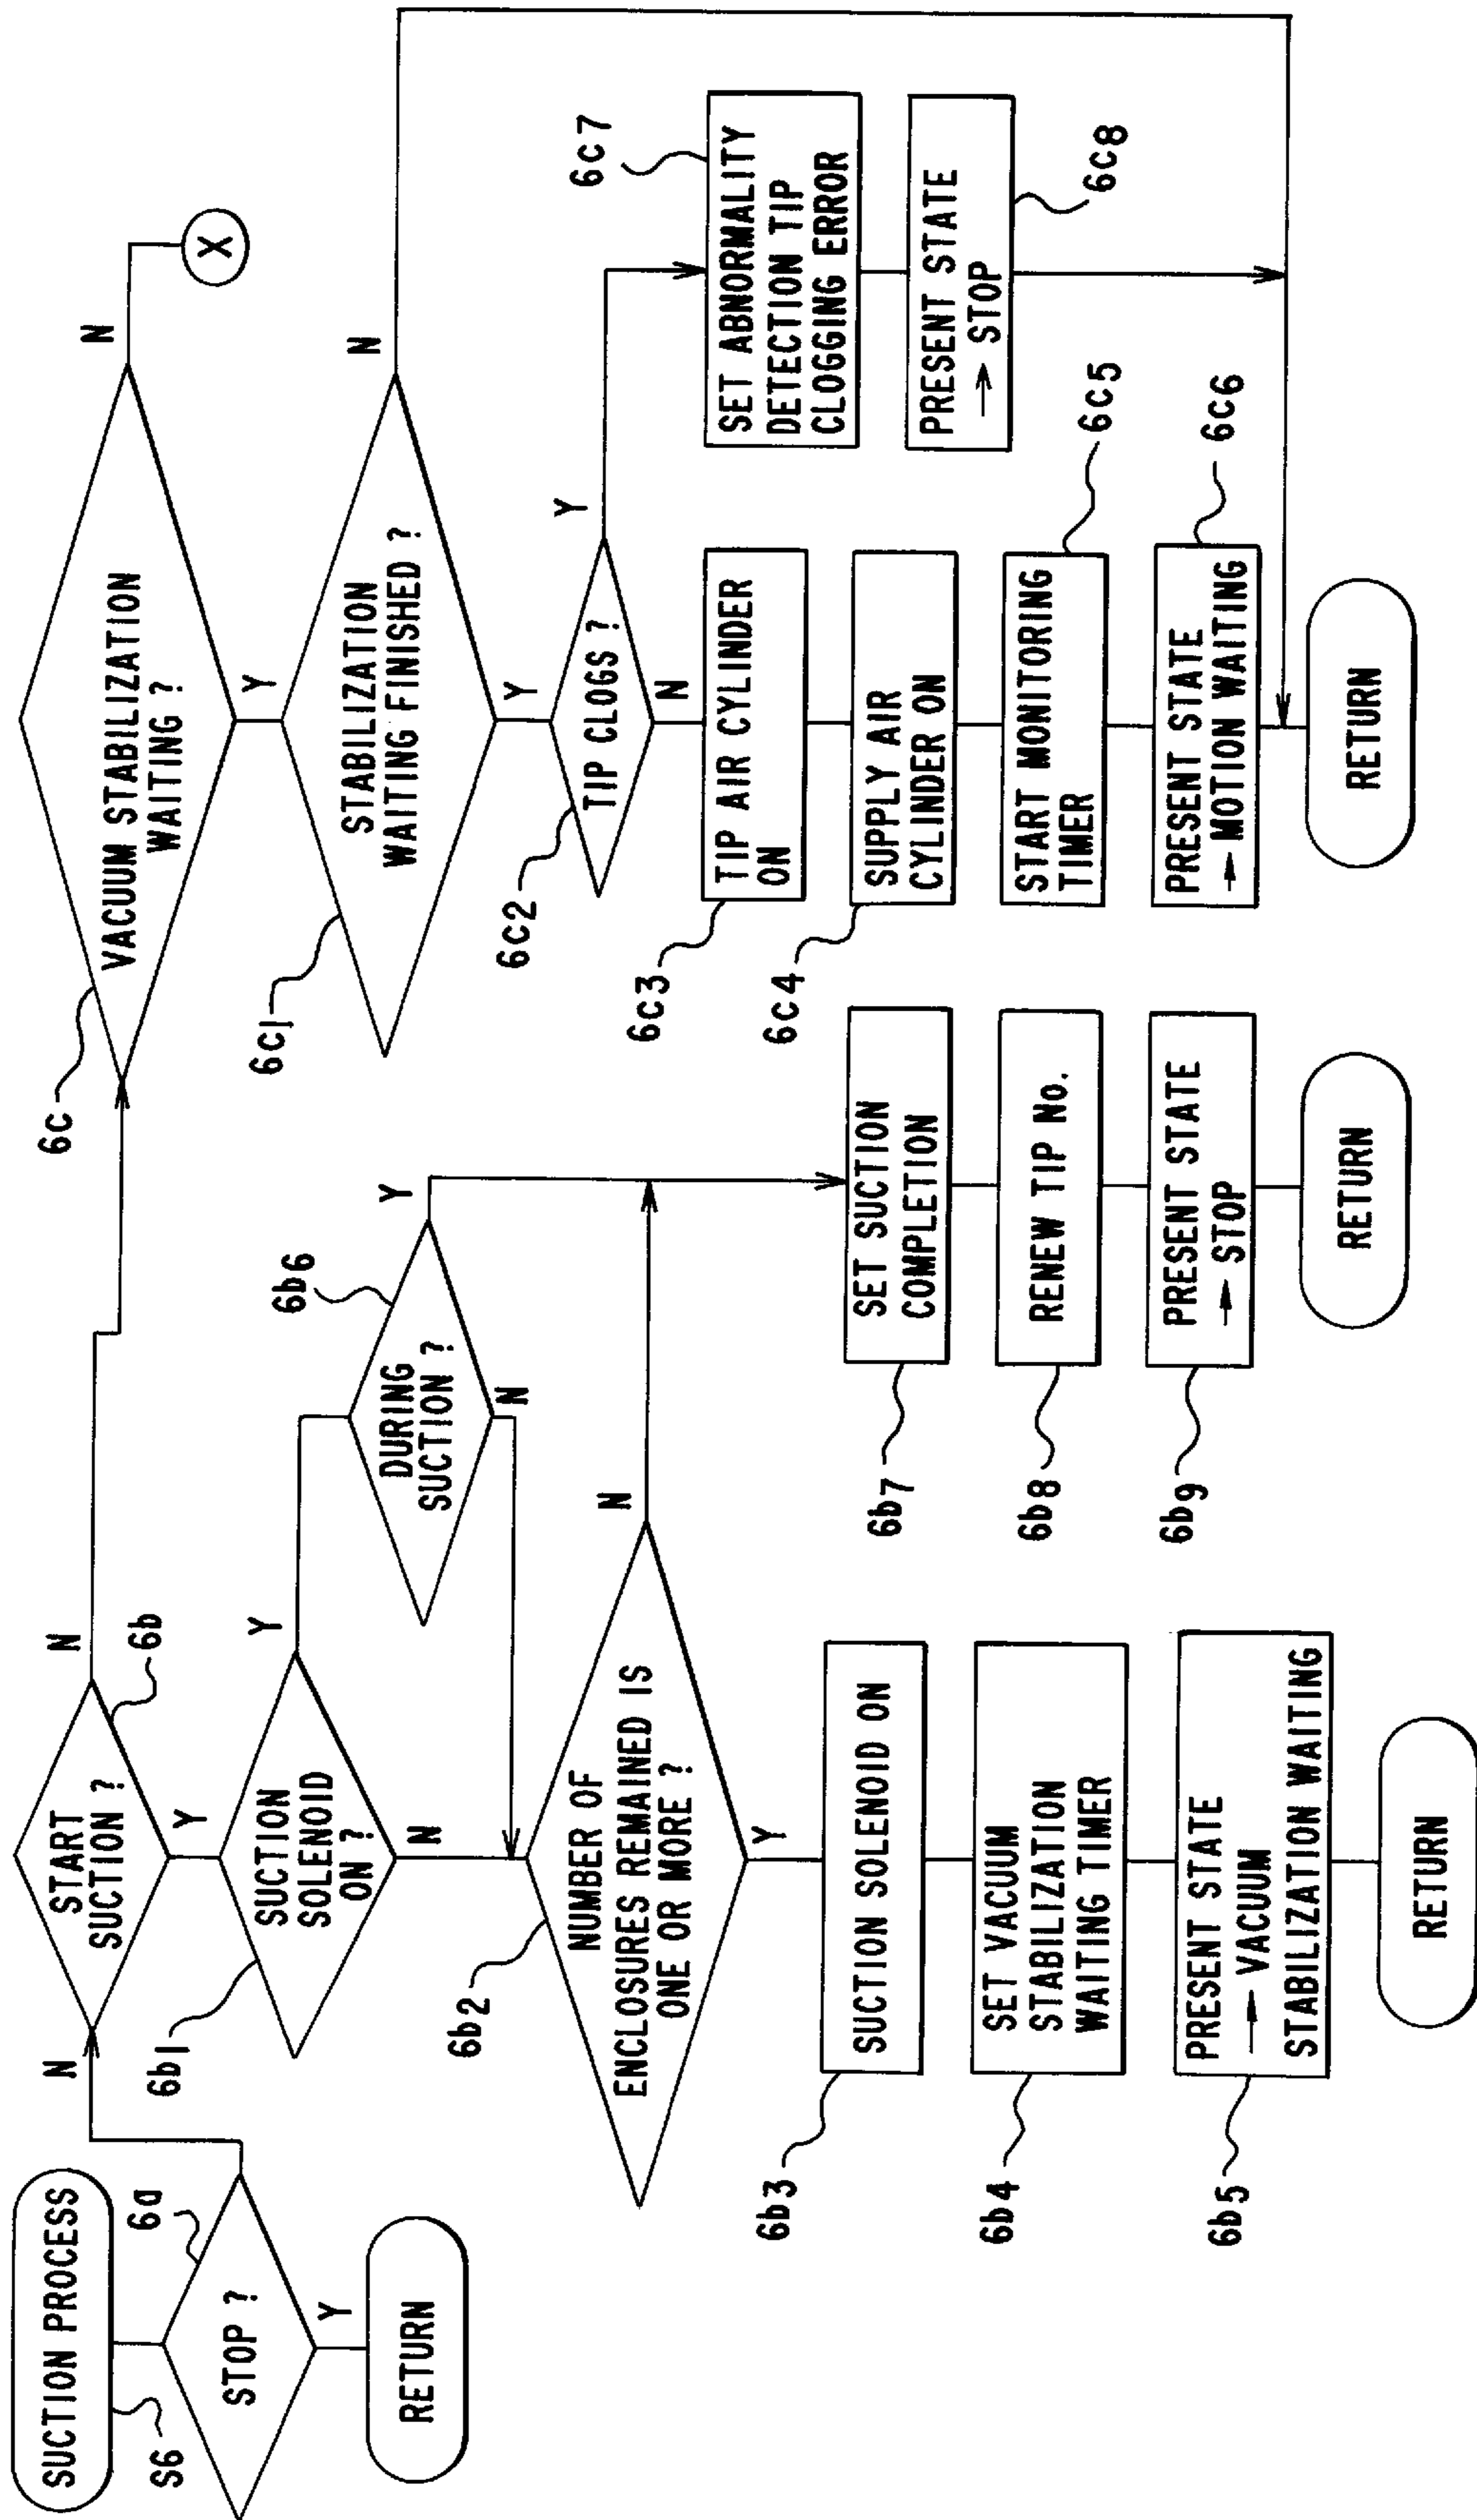 SUCTION PROCESS
S6
STOP ?
6a
N
Y
RETURN
START
SUCTION ?
6b
N
Y
SUCTION
SOLENOID
ON ?
6b1
Y
N
DURING
SUCTION ?
6b6
Y
N
NUMBER OF
ENCLOSURES REMAINED IS
ONE OR MORE ?
6b2
N
Y
SUCTION SOLENOID ON
6b3
SET VACUUM
STABILIZATION
WAITING TIMER
6b4
PRESENT STATE
→ VACUUM
STABILIZATION WAITING
6b5
RETURN
SET SUCTION
COMPLETION
6b7
RENEW TIP No.
6b8
PRESENT STATE
→ STOP
6b9
RETURN
VACUUM STABILIZATION
WAITING ?
6c
N
X
Y
STABILIZATION
WAITING FINISHED ?
6c1
N
Y
TIP CLOGS ?
6c2
Y
N
TIP AIR CYLINDER
ON
6c3
SUPPLY AIR
CYLINDER ON
6c4
START MONITORING
TIMER
6c5
PRESENT STATE
→ MOTION WAITING
6c6
RETURN
SET ABNORMALITY
DETECTION TIP
CLOGGING ERROR
6c7
PRESENT STATE
→ STOP
6c8